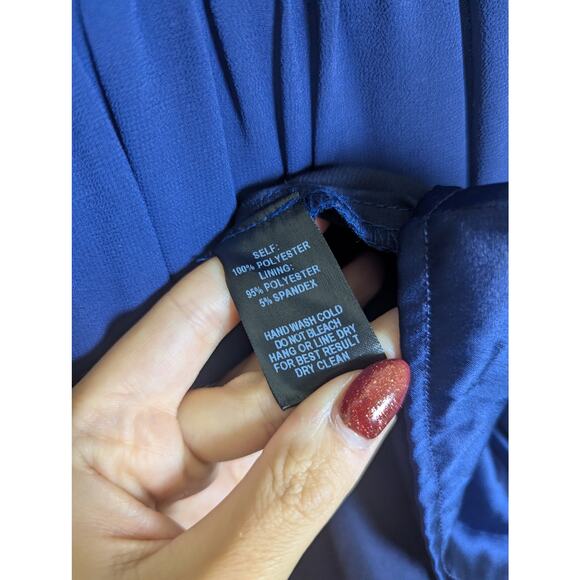 SELF:
100% POLYESTER
LINING:
95% POLYESTER
5% SPANDEX
HAND WASH COLD
DO NOT BLEACH
HANG OR LINE DRY
FOR BEST RESULT
DRY CLEAN